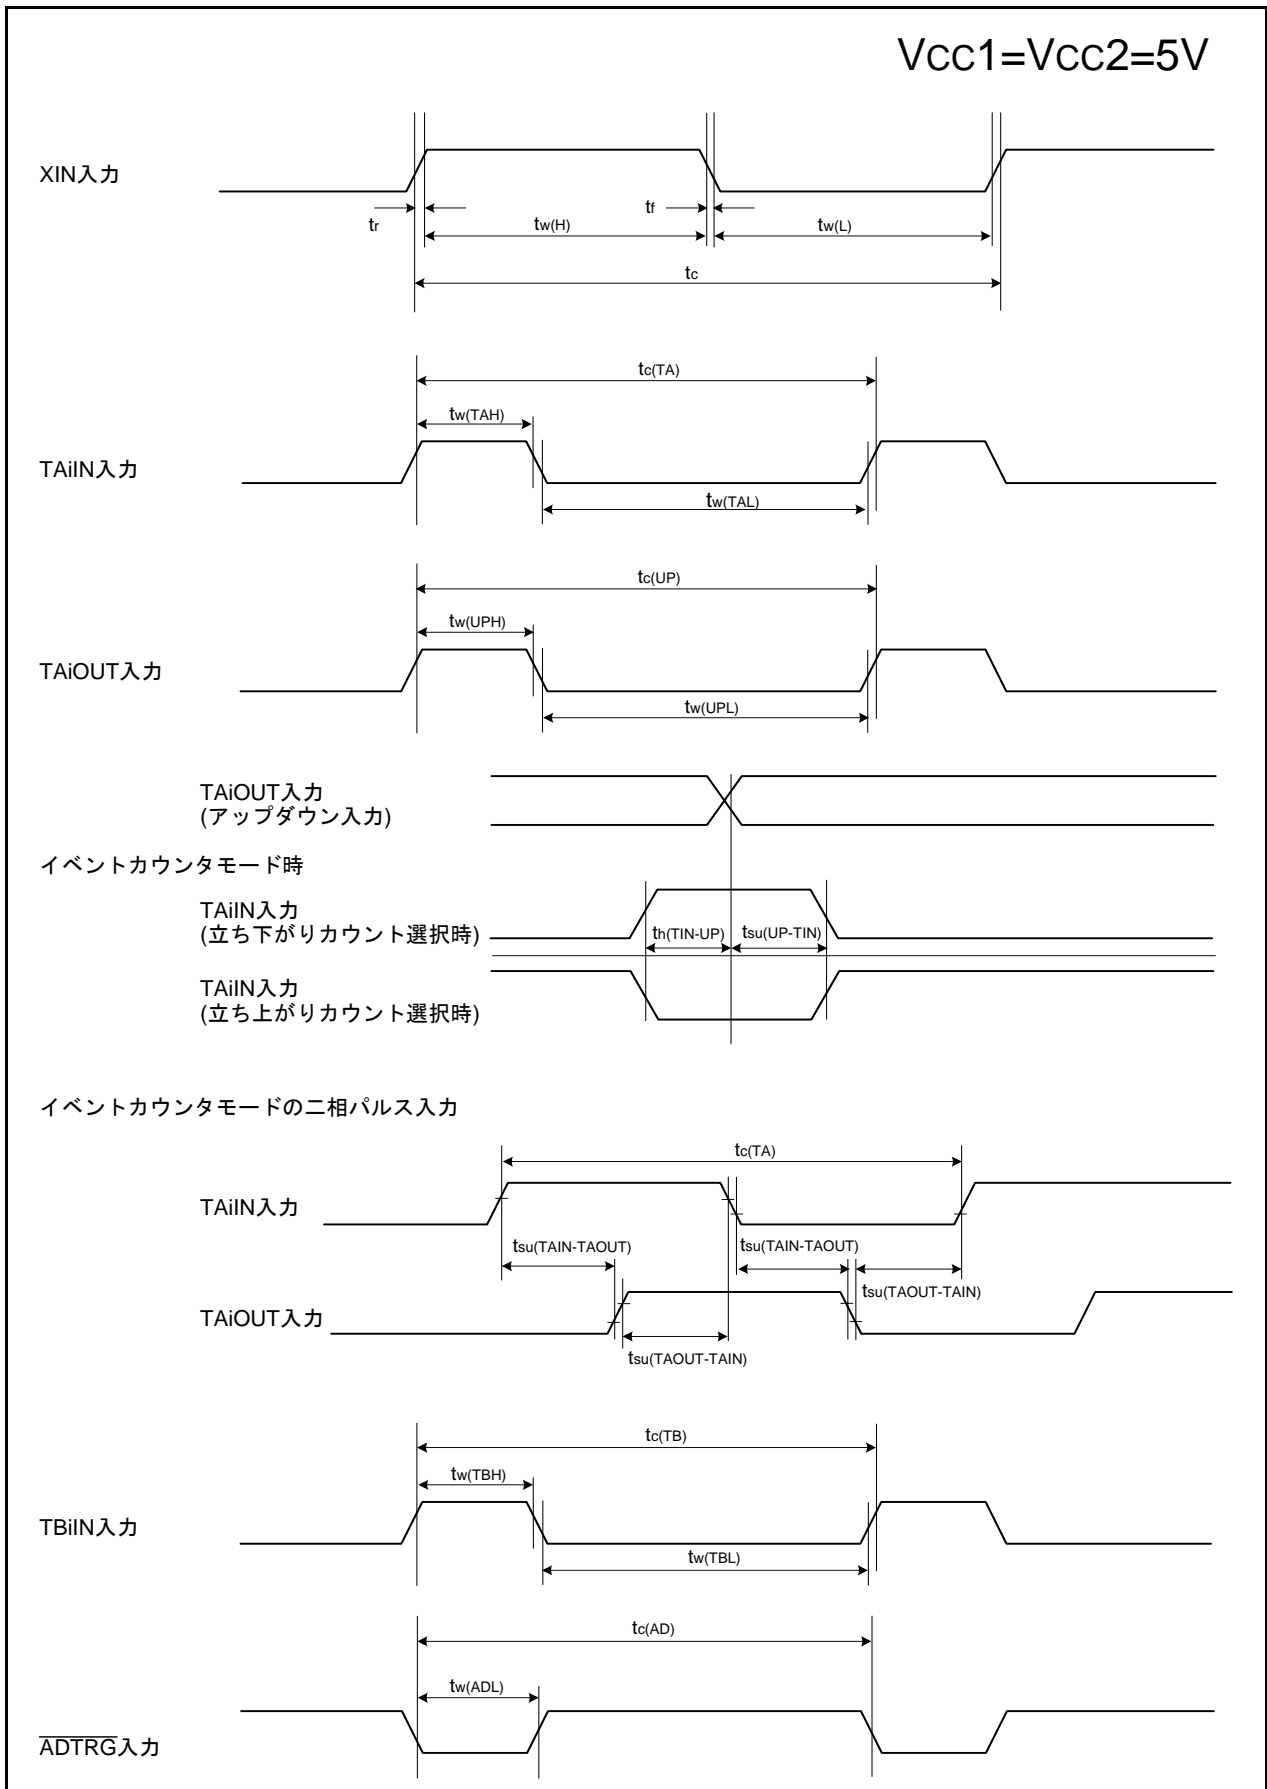 VCC1=VCC2=5V
XIN入力
tr
tw(H)
tf
tw(L)
tc
tc(TA)
tw(TAH)
TAiIN入力
tw(TAL)
tc(UP)
tw(UPH)
TAiOUT入力
tw(UPL)
TAiOUT入力
(アップダウン入力)
イベントカウンタモード時
TAiIN入力
(立ち下がりカウント選択時)
th(TIN-UP)
tsu(UP-TIN)
TAiIN入力
(立ち上がりカウント選択時)
イベントカウンタモードの二相パルス入力
tc(TA)
TAiIN入力
tsu(TAIN-TAOUT)
tsu(TAIN-TAOUT)
tsu(TAOUT-TAIN)
TAiOUT入力
tsu(TAOUT-TAIN)
tc(TB)
tw(TBH)
TBiIN入力
tw(TBL)
tc(AD)
tw(ADL)
ADTRG入力